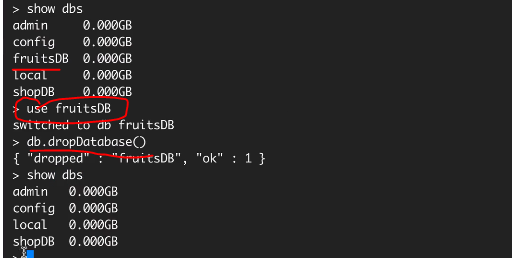 > show dbs
admin    0.000GB
config   0.000GB
fruitsDB 0.000GB
local    0.000GB
shopDB   0.000GB
> use fruitsDB
switched to db fruitsDB
> db.dropDatabase()
{ "dropped" : "fruitsDB", "ok" : 1 }
> show dbs
admin   0.000GB
config  0.000GB
local   0.000GB
shopDB  0.000GB
>